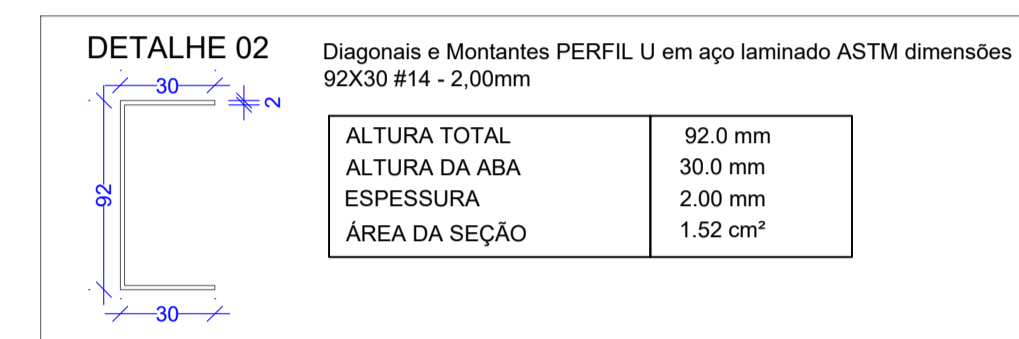 DETALHE 02
Diagonais e Montantes PERFIL U em aço laminado ASTM dimensões
92X30 #14 - 2,00mm
30
2
92
30
ALTURA TOTAL 92.0 mm
ALTURA DA ABA 30.0 mm
ESPESSURA 2.00 mm
ÁREA DA SEÇÃO 1.52 cm²